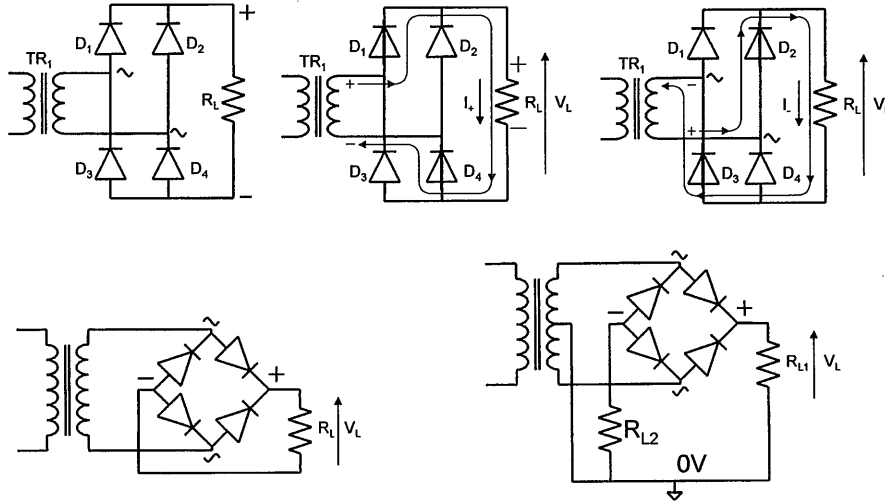 TR1 D1 D2 ~ ~ RL + −
D3 D4
TR1 D1 D2 + − I+ + − RL VL
D3 D4
TR1 D1 D2 ~ ~ − + I- RL VL
D3 D4
~ − + ~ RL VL
~ − + ~ RL1 VL
RL2
0V